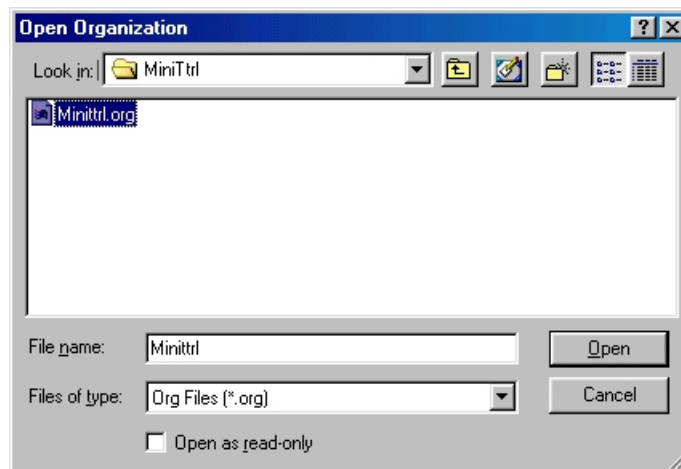 Open Organization
Look in: MiniTtrl
Minittrl.org
File name: Minittrl Open
Files of type: Org Files (*.org) Cancel
Open as read-only